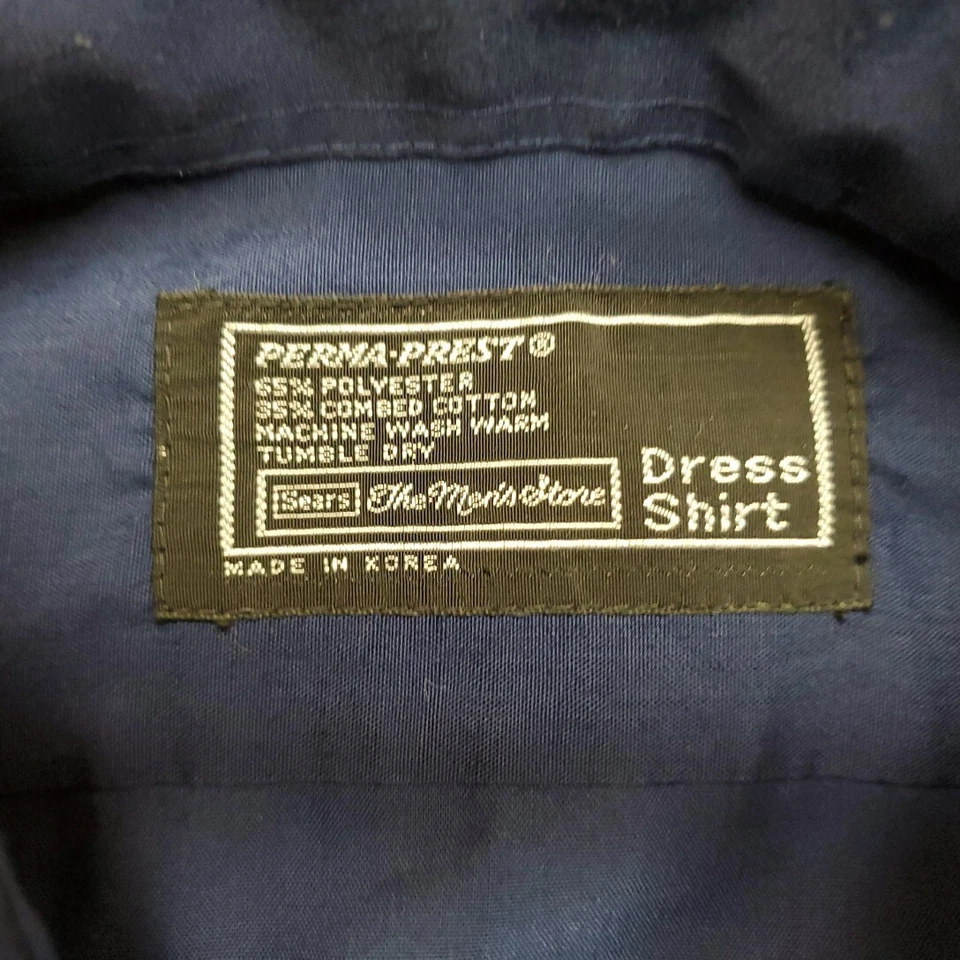 PERMA-PREST®
65% POLYESTER
35% COMBED COTTON
MACHINE WASH WARM
TUMBLE DRY
Sears The Men's Store
Dress
Shirt
MADE IN KOREA